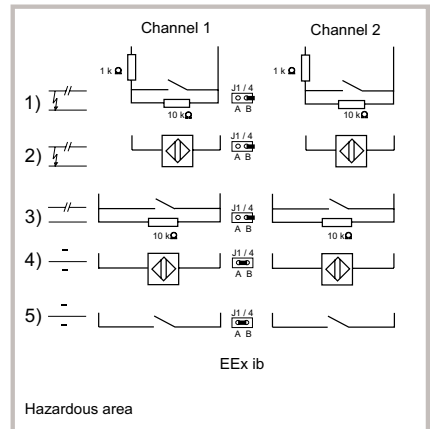 Channel 1 Channel 2
1 kΩ 1 kΩ
1) J1 / 4
10 kΩ A B 10 kΩ
2) J1 / 4
A B
3) J1 / 4
10 kΩ A B 10 kΩ
4) J1 / 4
A B
5) J1 / 4
A B
EEx ib
Hazardous area